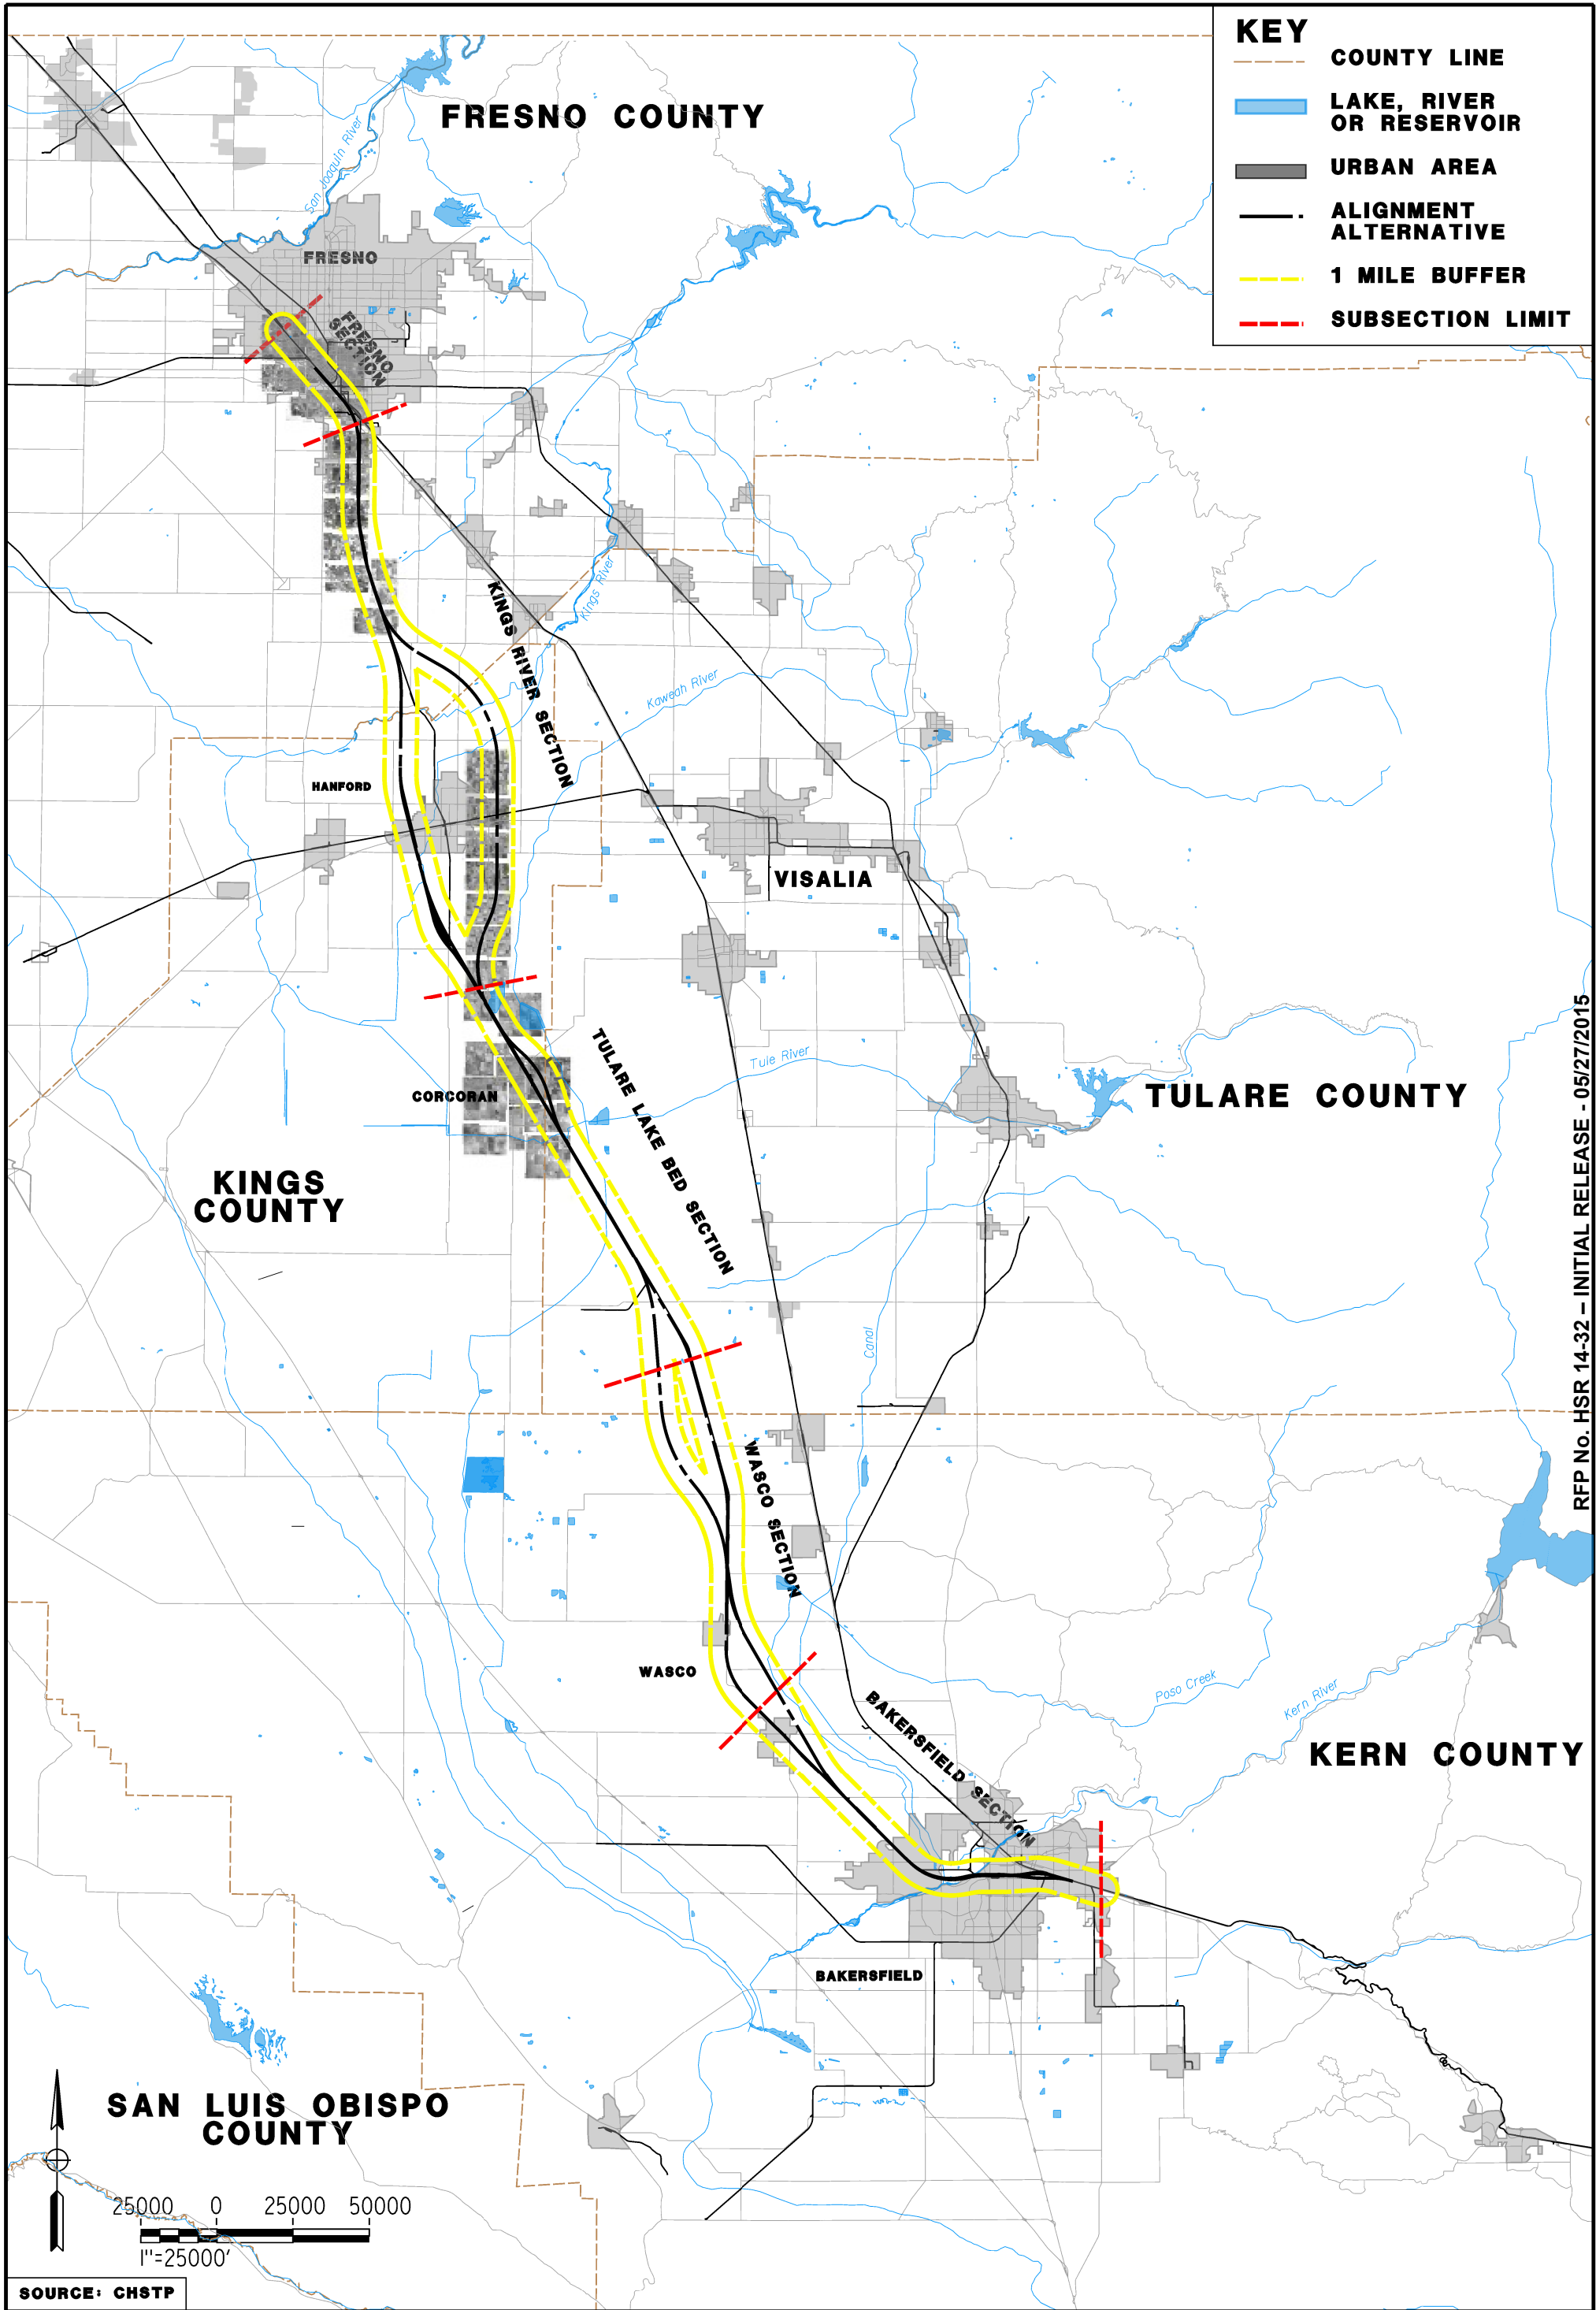 KEY
COUNTY LINE
LAKE, RIVER
OR RESERVOIR
URBAN AREA
ALIGNMENT
ALTERNATIVE
1 MILE BUFFER
SUBSECTION LIMIT
FRESNO COUNTY
San Joaquin River
FRESNO
FRESNO
SECTION
KINGS RIVER SECTION
Kings River
Kaweah River
HANFORD
VISALIA
TULARE LAKE BED SECTION
Tule River
CORCORAN
TULARE COUNTY
KINGS
COUNTY
Canal
WASCO SECTION
WASCO
Poso Creek
Kern River
BAKERSFIELD SECTION
KERN COUNTY
BAKERSFIELD
SAN LUIS OBISPO
COUNTY
25000 0 25000 50000
1"=25000'
SOURCE: CHSTP
RFP No. HSR 14-32 – INITIAL RELEASE - 05/27/2015